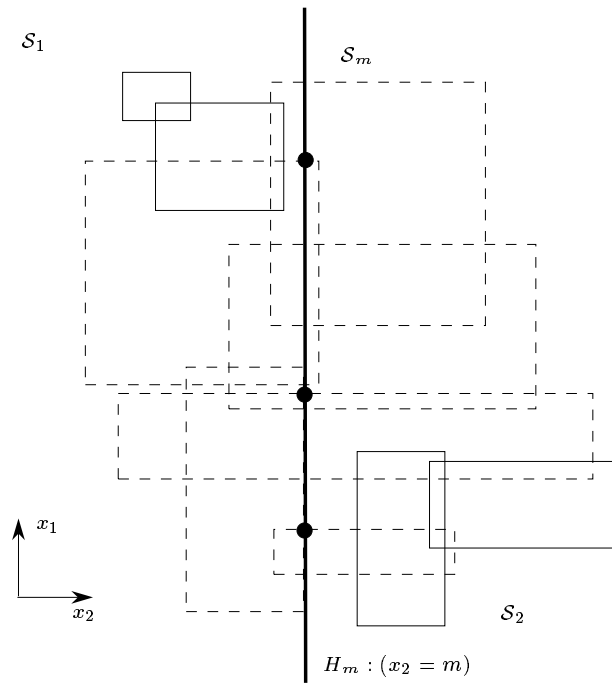 S₁
Sₘ
x₁
x₂
S₂
Hₘ : (x₂ = m)